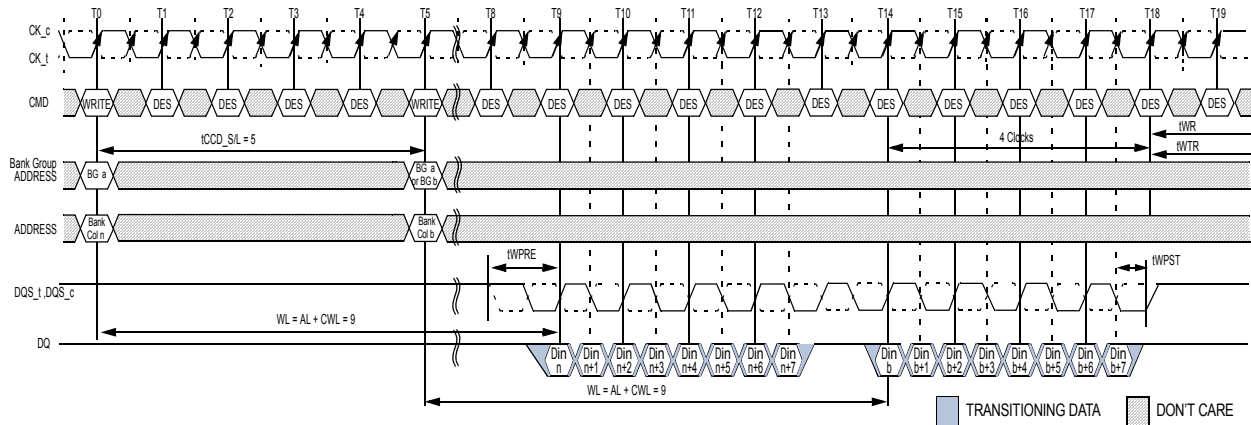 T0 T1 T2 T3 T4 T5 T8 T9 T10 T11 T12 T13 T14 T15 T16 T17 T18 T19
CK_c
CK_t
CMD WRITE DES DES DES DES WRITE DES DES DES DES DES DES DES DES DES DES DES DES
tCCD_S/L = 5
4 Clocks
tWR
tWTR
Bank Group
ADDRESS
BG a
BG a
or BG b
ADDRESS
Bank
Col n
Bank
Col b
tWPRE
tWPST
DQS_t ,DQS_c
WL = AL + CWL = 9
DQ
Din
n
Din
n+1
Din
n+2
Din
n+3
Din
n+4
Din
n+5
Din
n+6
Din
n+7
Din
b
Din
b+1
Din
b+2
Din
b+3
Din
b+4
Din
b+5
Din
b+6
Din
b+7
WL = AL + CWL = 9
TRANSITIONING DATA
DON'T CARE